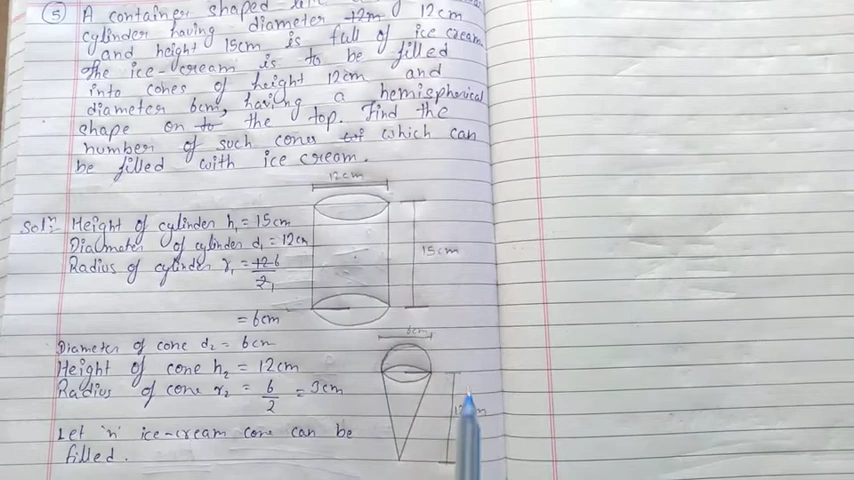 (5) A container shaped 12cm
cylinder having diameter 12m
and height 15cm is full of ice cream
The ice-cream is to be filled
into cones of height 12cm and
diameter 6cm, having a hemispherical
shape on to the top. Find the
number of such cones which can
be filled with ice cream.
12cm
Solⁿ: Height of cylinder h₁ = 15cm
Diameter of cylinder d₁ = 12cm
Radius of cylinder r₁ = 12 6 / 2 1
15cm
= 6cm
6cm
Diameter of cone d₂ = 6cm
Height of cone h₂ = 12cm
Radius of cone r₂ = 6/2 = 3cm
Let 'n' ice-cream cone can be
filled.